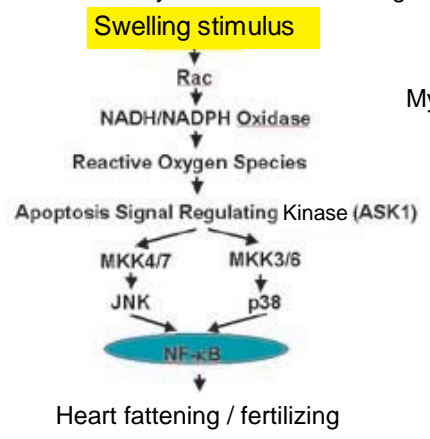 Swelling stimulus
Rac
My
NADH/NADPH Oxidase
Reactive Oxygen Species
Apoptosis Signal Regulating Kinase (ASK1)
MKK4/7 MKK3/6
JNK p38
NF-κB
Heart fattening / fertilizing